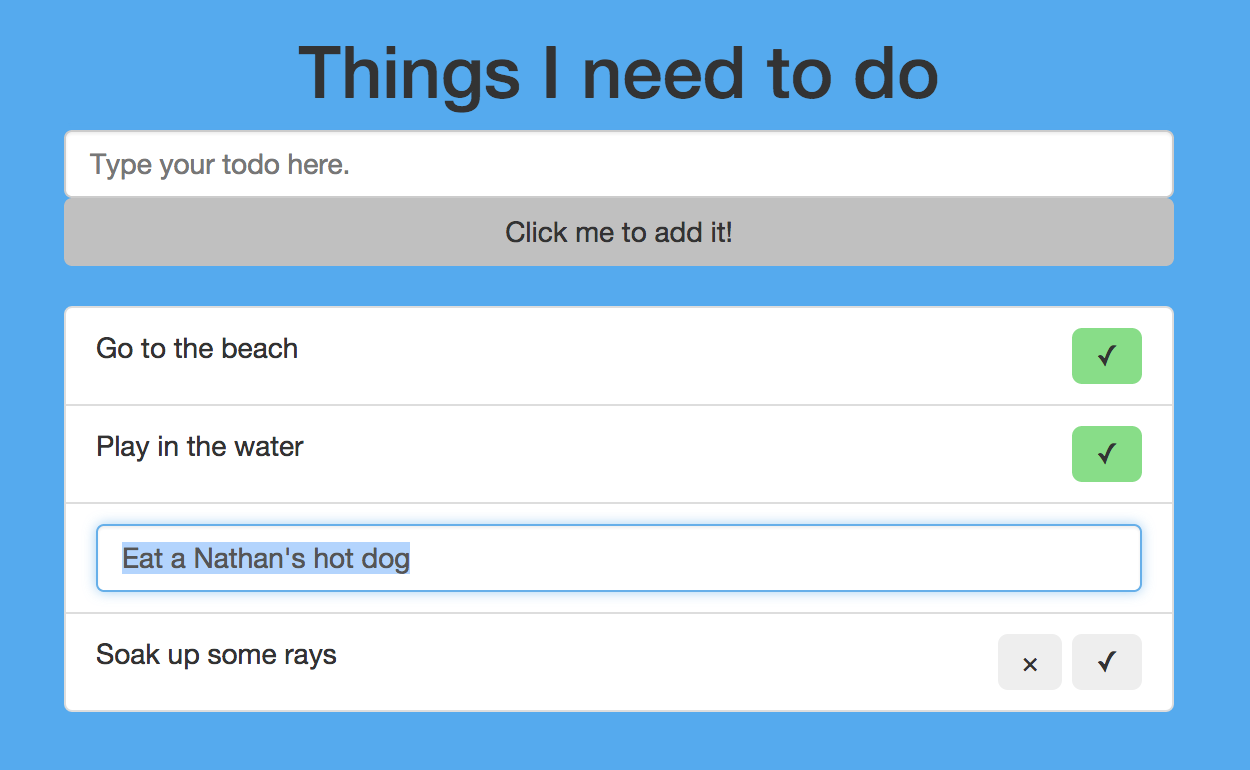 Things I need to do
Type your todo here.
Click me to add it!
Go to the beach
✓
Play in the water
✓
Eat a Nathan's hot dog
Soak up some rays
× ✓